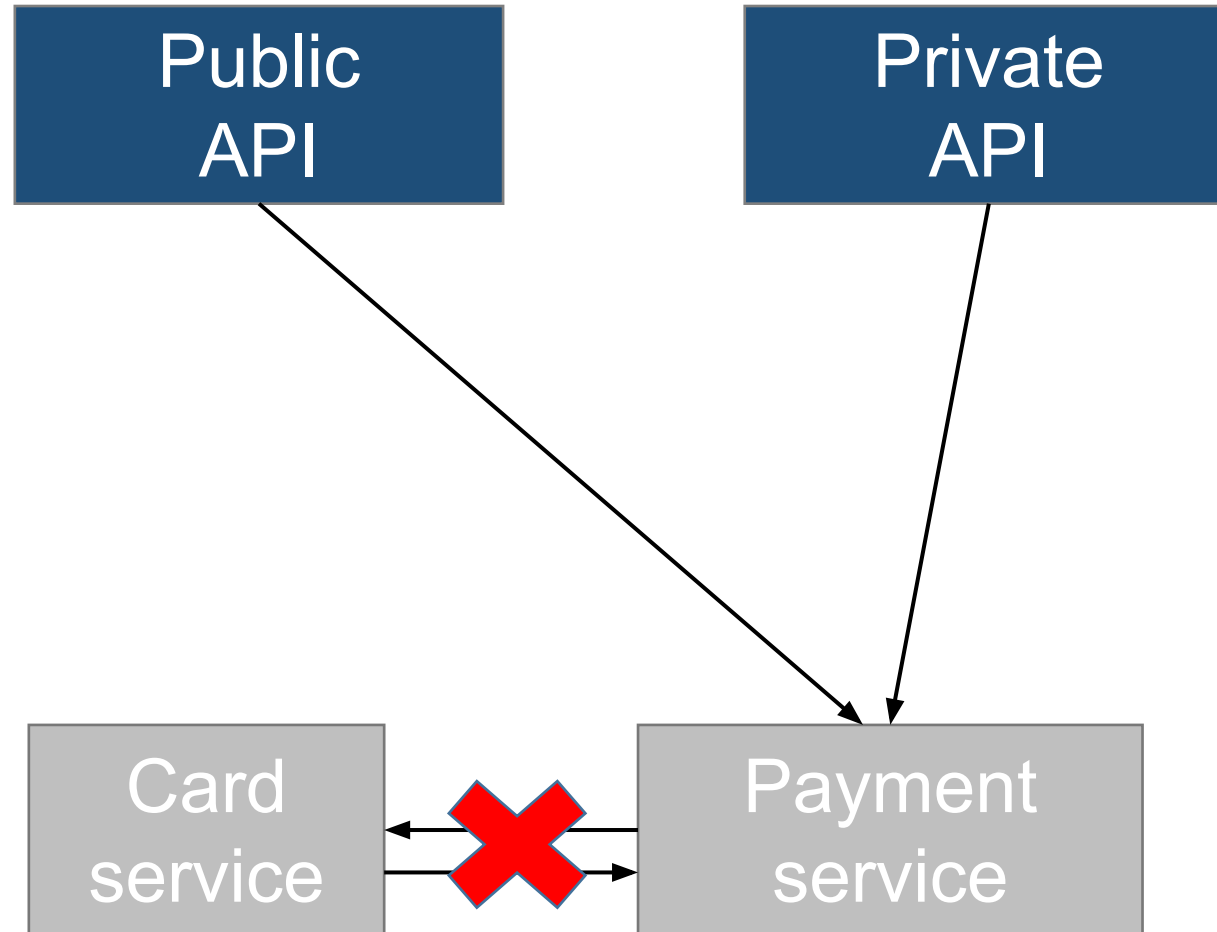 Public
API
Private
API
Card
service
Payment
service